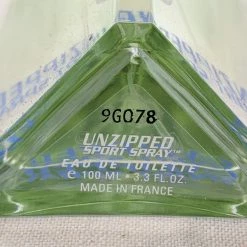 9G078
UNZIPPED
SPORT SPRAY™
EAU DE TOILETTE
℮ 100 ML • 3.3 FL.OZ.
MADE IN FRANCE